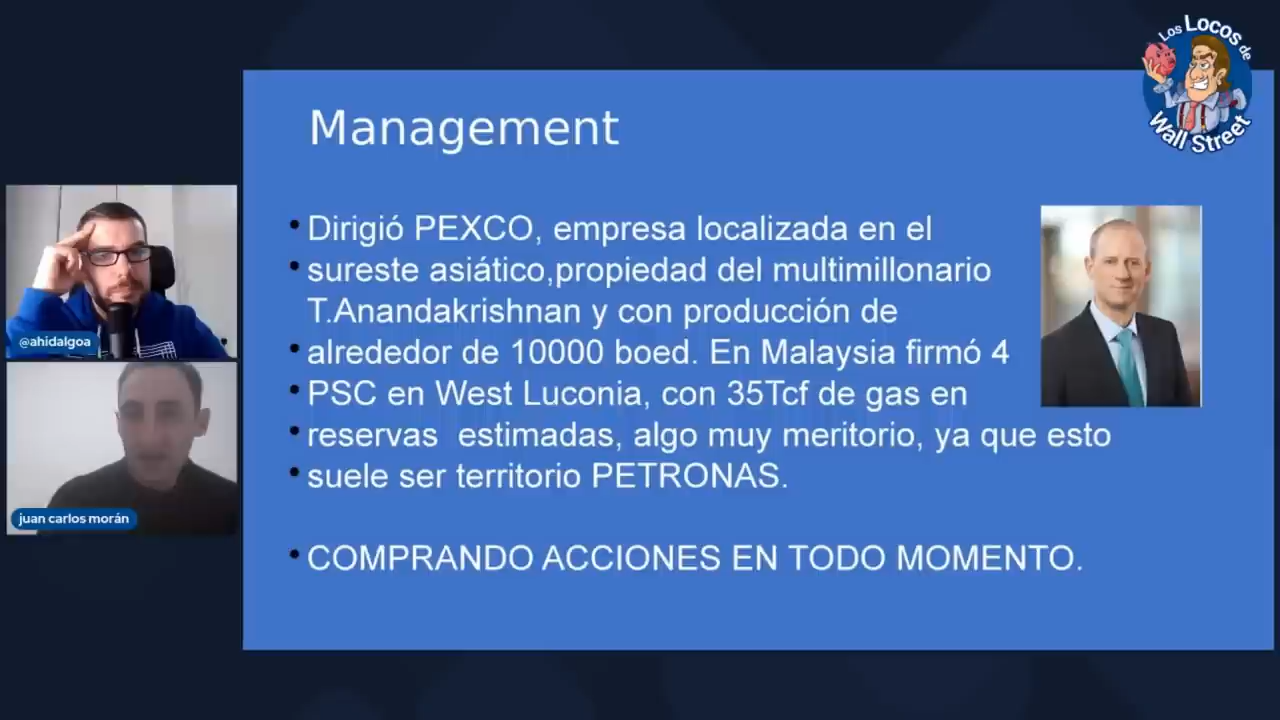 Los Locos de
Wall Street
Management
Dirigió PEXCO, empresa localizada en el
sureste asiático,propiedad del multimillonario
T.Anandakrishnan y con producción de
alrededor de 10000 boed. En Malaysia firmó 4
PSC en West Luconia, con 35Tcf de gas en
reservas  estimadas, algo muy meritorio, ya que esto
suele ser territorio PETRONAS.
COMPRANDO ACCIONES EN TODO MOMENTO.
@ahidalgoa
juan carlos morán